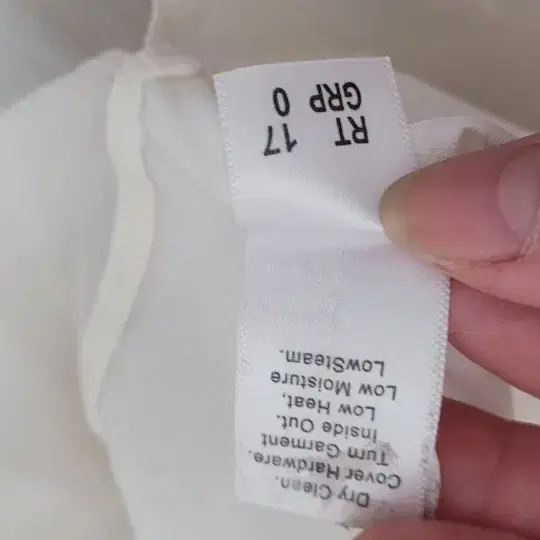 Dry Clean.
Cover Hardware.
Turn Garment
Inside Out.
Low Heat,
Low Moisture
LowSteam.
RT 17
GRP 0